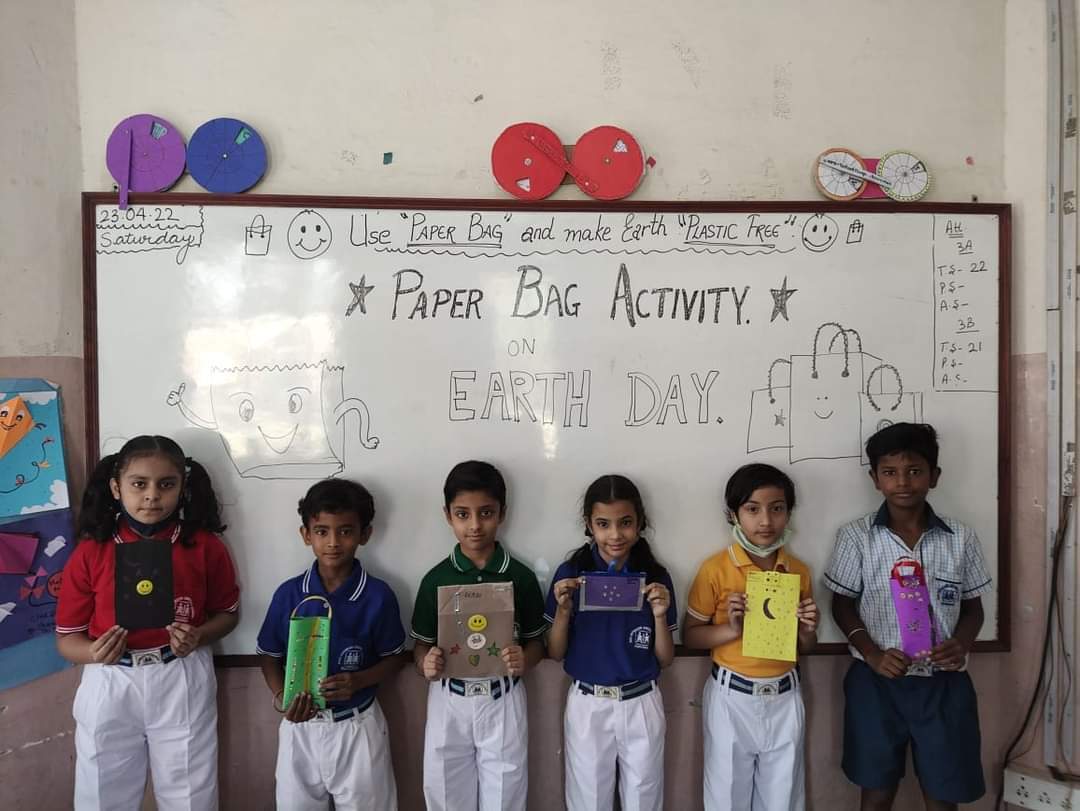 23.04.22
Saturday
Use "PAPER BAG" and make Earth "PLASTIC FREE".
PAPER BAG ACTIVITY.
ON
EARTH DAY.
3A
T.S- 22
P.S-
A.S-
3B
T.S- 21
P.S-
A.S-